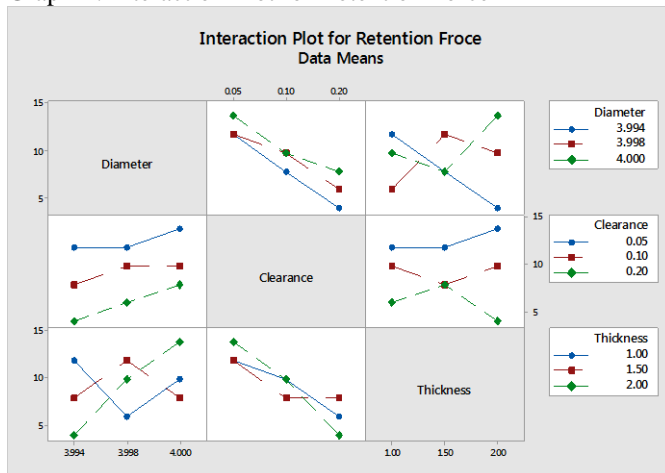 Interaction Plot for Retention Froce
Data Means
0.05 0.10 0.20
15
10
5
Diameter
Diameter
3.994
3.998
4.000
Clearance
15
10
5
Clearance
0.05
0.10
0.20
15
10
5
Thickness
Thickness
1.00
1.50
2.00
3.994 3.998 4.000
1.00 1.50 2.00